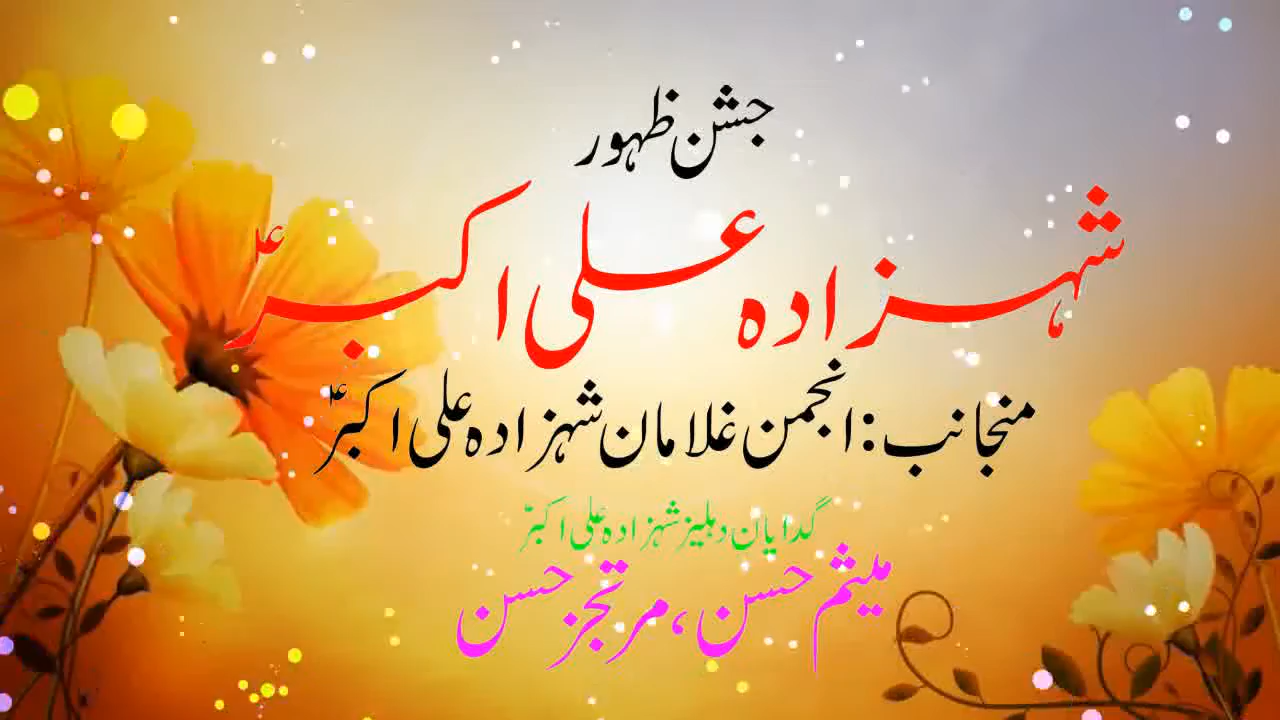 جشن ظہور
شہزادہ علی اکبرؑ
منجانب : انجمن غلامان شہزادہ علی اکبرؑ
گدایان دہلیز شہزادہ علی اکبرؑ
میثم حسن ، مرتجز حسن